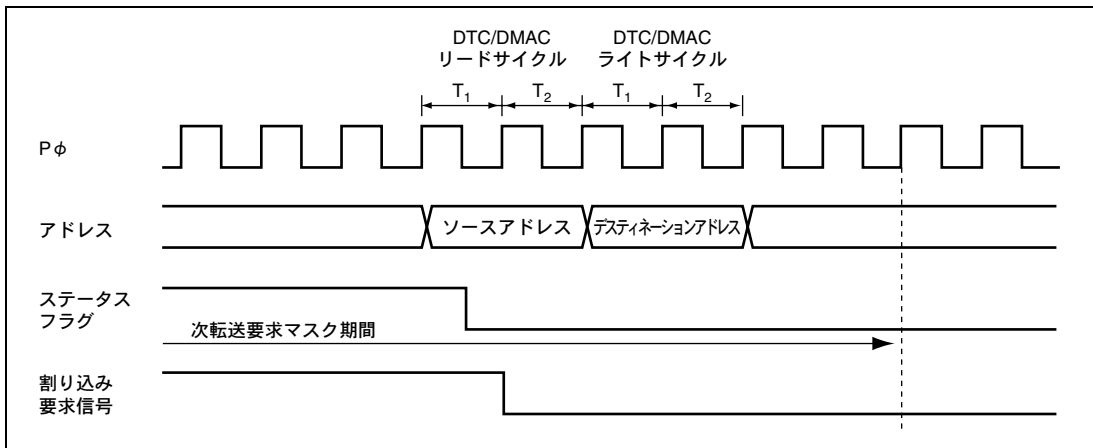 DTC/DMAC
リードサイクル
DTC/DMAC
ライトサイクル
T1 T2 T1 T2
Pφ
アドレス
ソースアドレス
デスティネーションアドレス
ステータス
フラグ
次転送要求マスク期間
割り込み
要求信号